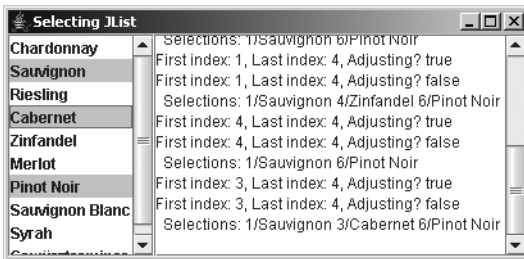 Selecting JList
Chardonnay
Sauvignon
Riesling
Cabernet
Zinfandel
Merlot
Pinot Noir
Sauvignon Blanc
Syrah
Selections: 1/Sauvignon 6/Pinot Noir
First index: 1, Last index: 4, Adjusting? true
First index: 1, Last index: 4, Adjusting? false
Selections: 1/Sauvignon 4/Zinfandel 6/Pinot Noir
First index: 4, Last index: 4, Adjusting? true
First index: 4, Last index: 4, Adjusting? false
Selections: 1/Sauvignon 6/Pinot Noir
First index: 3, Last index: 4, Adjusting? true
First index: 3, Last index: 4, Adjusting? false
Selections: 1/Sauvignon 3/Cabernet 6/Pinot Noir